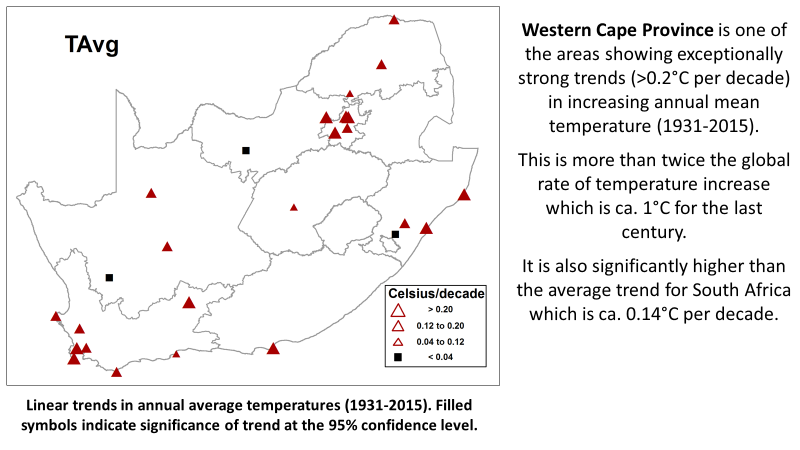 TAvg
Celsius/decade
> 0.20
0.12 to 0.20
0.04 to 0.12
< 0.04
Linear trends in annual average temperatures (1931-2015). Filled
symbols indicate significance of trend at the 95% confidence level.
Western Cape Province is one of
the areas showing exceptionally
strong trends (>0.2°C per decade)
in increasing annual mean
temperature (1931-2015).
This is more than twice the global
rate of temperature increase
which is ca. 1°C for the last
century.
It is also significantly higher than
the average trend for South Africa
which is ca. 0.14°C per decade.